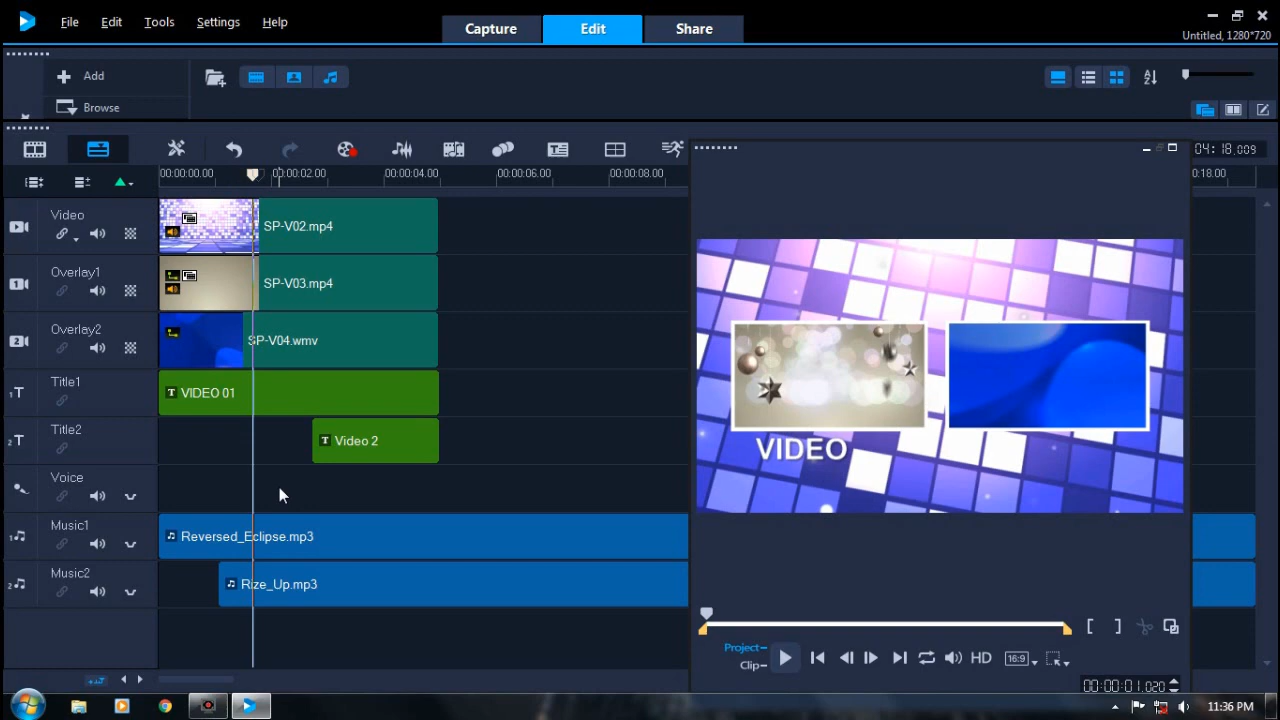 File Edit Tools Settings Help
Capture Edit Share
Untitled, 1280*720
Add
Browse
04:18.009
00:00:00.00 00:00:02.00 00:00:04.00 00:00:06.00 00:00:08.00 00:18.00
Video
SP-V02.mp4
Overlay1
SP-V03.mp4
Overlay2
SP-V04.wmv
Title1
VIDEO 01
Title2
Video 2
VIDEO
Voice
Music1
Reversed_Eclipse.mp3
Music2
Rize_Up.mp3
Project
Clip
HD
16:9
00:00:01.020
11:36 PM